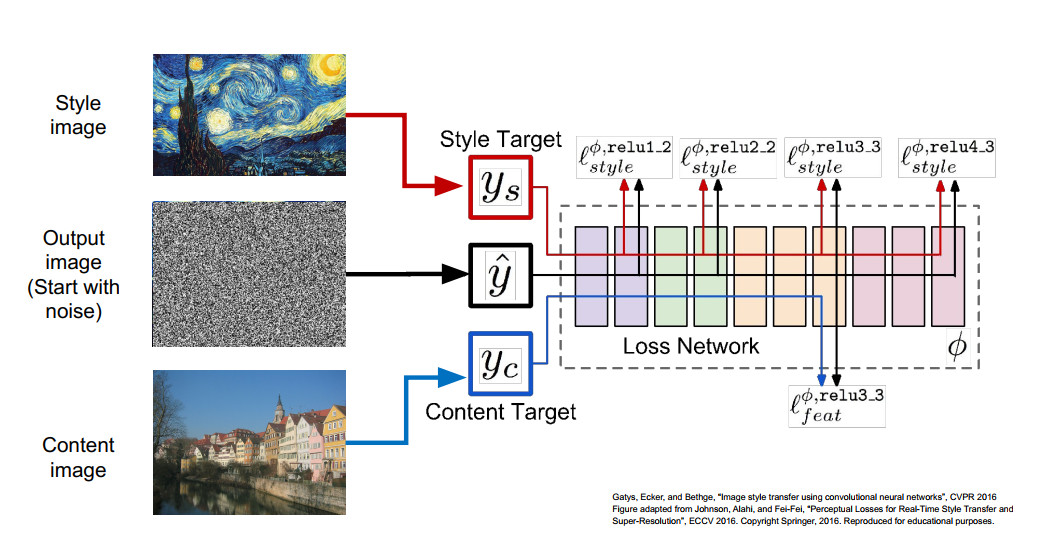 Style
image
Output
image
(Start with
noise)
Content
image
Style Target
y_s
ŷ
y_c
Content Target
ℓ^{ϕ,relu1_2}_{style}
ℓ^{ϕ,relu2_2}_{style}
ℓ^{ϕ,relu3_3}_{style}
ℓ^{ϕ,relu4_3}_{style}
Loss Network
ϕ
ℓ^{ϕ,relu3_3}_{feat}
Gatys, Ecker, and Bethge, "Image style transfer using convolutional neural networks", CVPR 2016
Figure adapted from Johnson, Alahi, and Fei-Fei, "Perceptual Losses for Real-Time Style Transfer and
Super-Resolution", ECCV 2016. Copyright Springer, 2016. Reproduced for educational purposes.